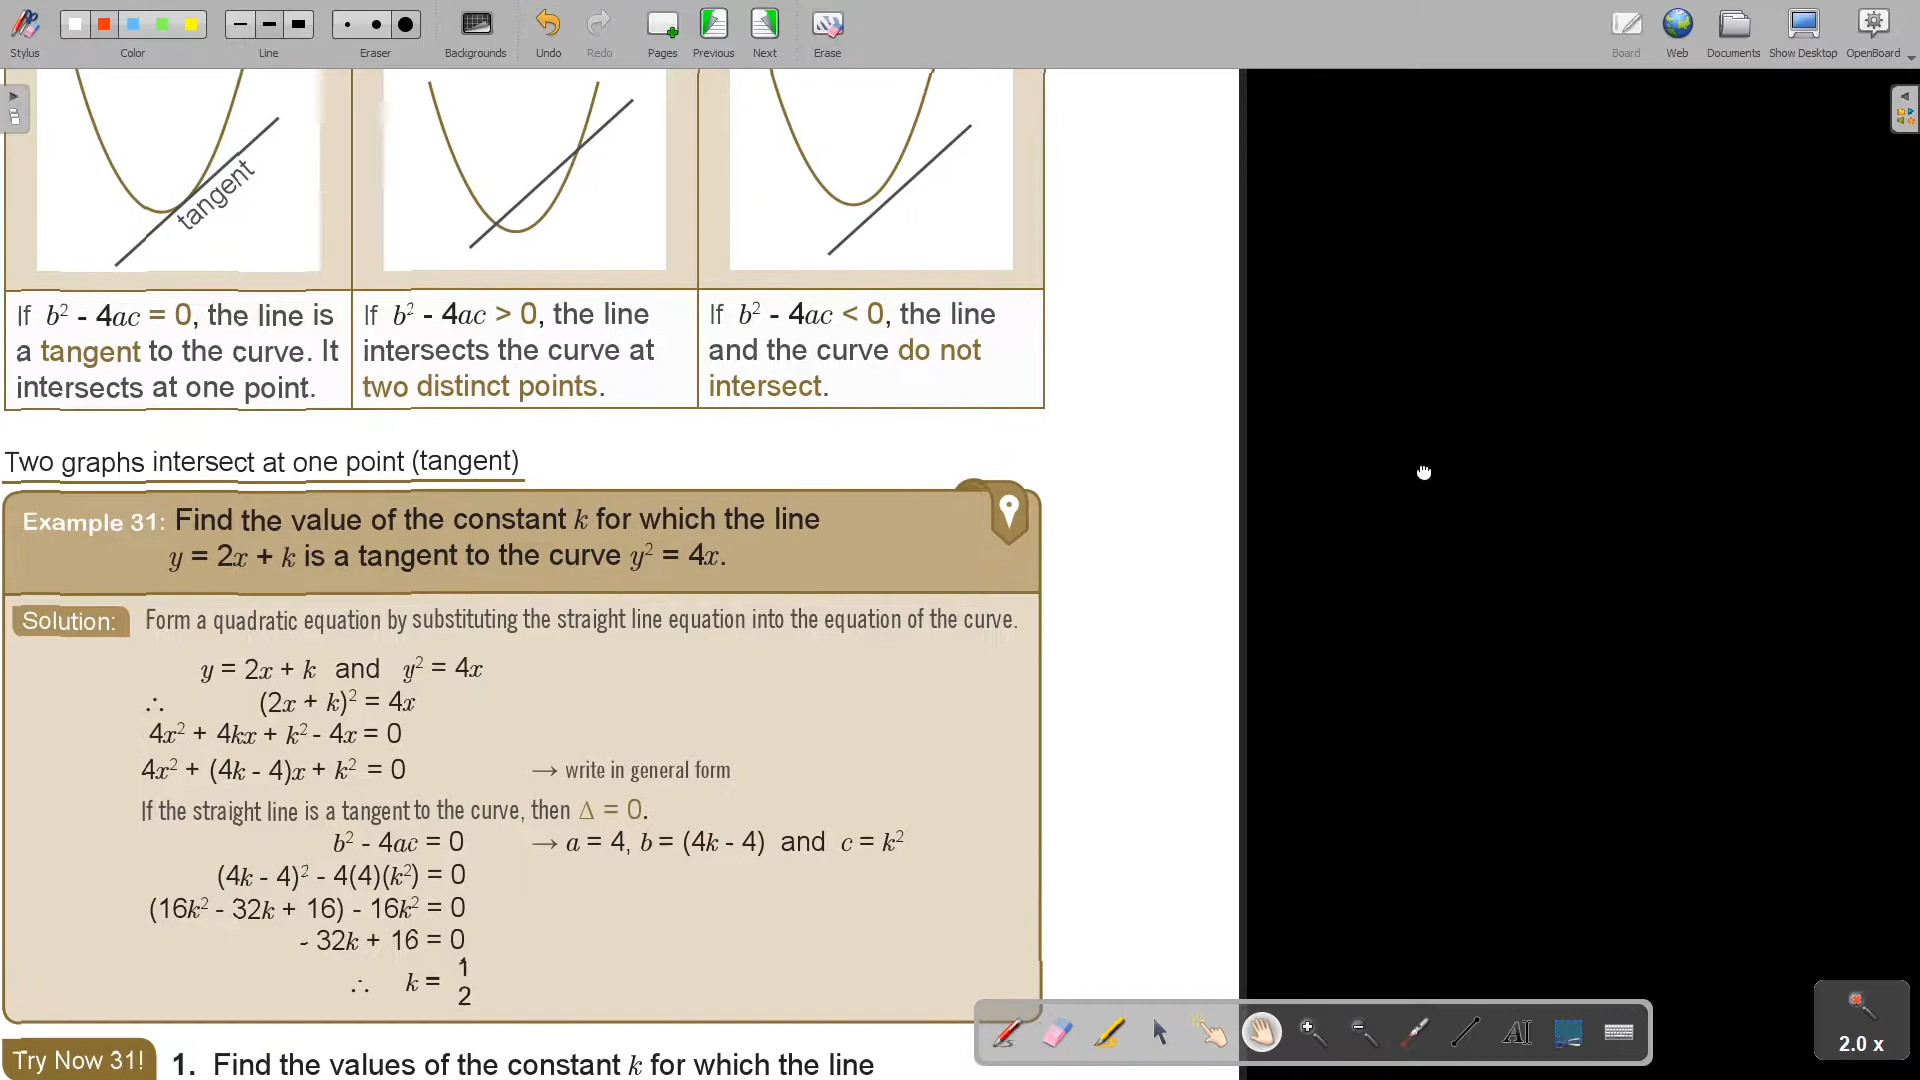 Stylus Color Line Eraser Backgrounds Undo Redo Pages Previous Next Erase Board Web Documents Show Desktop OpenBoard
tangent
If b² - 4ac = 0, the line is
a tangent to the curve. It
intersects at one point.
If b² - 4ac > 0, the line
intersects the curve at
two distinct points.
If b² - 4ac < 0, the line
and the curve do not
intersect.
Two graphs intersect at one point (tangent)
Example 31: Find the value of the constant k for which the line
y = 2x + k is a tangent to the curve y² = 4x.
Solution: Form a quadratic equation by substituting the straight line equation into the equation of the curve.
y = 2x + k and y² = 4x
∴ (2x + k)² = 4x
4x² + 4kx + k² - 4x = 0
4x² + (4k - 4)x + k² = 0 → write in general form
If the straight line is a tangent to the curve, then Δ = 0.
b² - 4ac = 0 → a = 4, b = (4k - 4) and c = k²
(4k - 4)² - 4(4)(k²) = 0
(16k² - 32k + 16) - 16k² = 0
- 32k + 16 = 0
∴ k = 1
2
AI
2.0 x
Try Now 31! 1. Find the values of the constant k for which the line